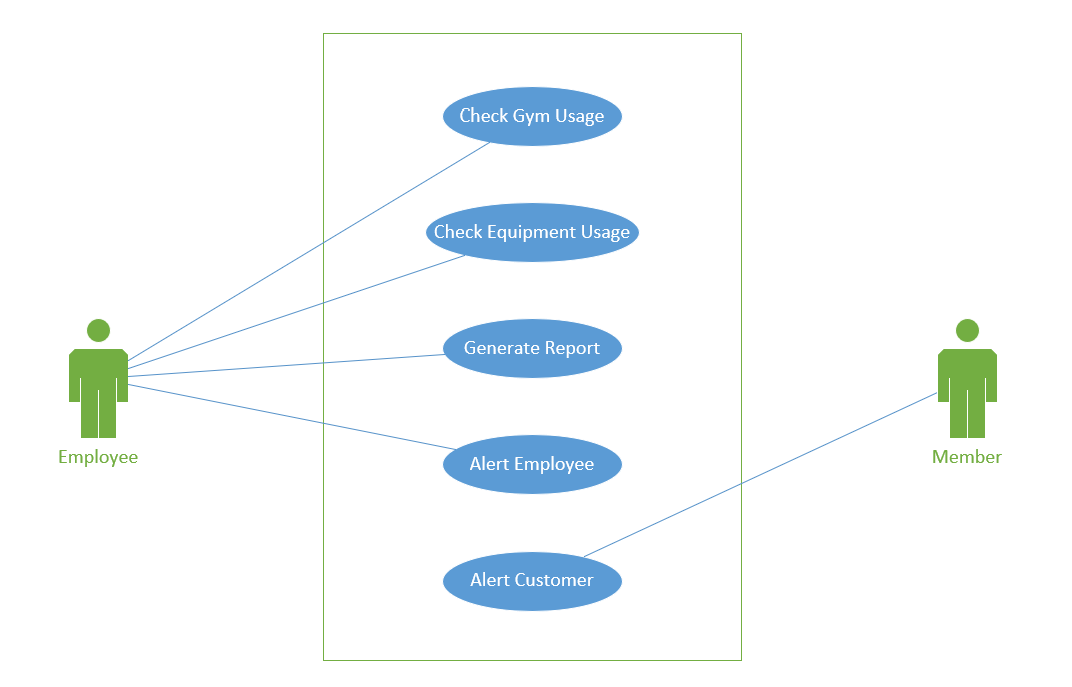 Check Gym Usage
Check Equipment Usage
Generate Report
Alert Employee
Alert Customer
Employee
Member